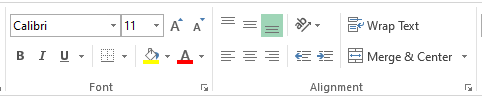 Calibri 11 A A Wrap Text
B I U A Merge & Center
Font Alignment